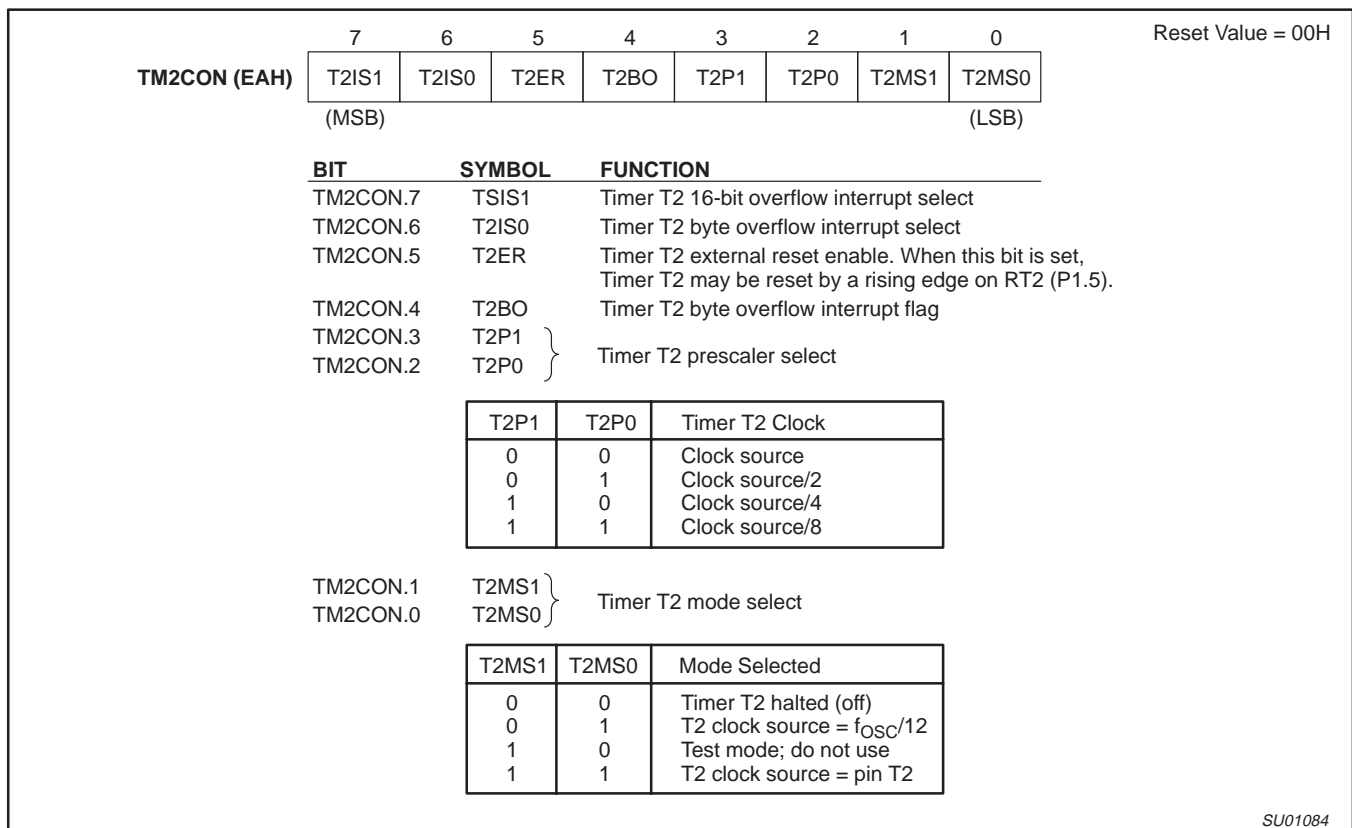 7 6 5 4 3 2 1 0 Reset Value = 00H
TM2CON (EAH) T2IS1 T2IS0 T2ER T2BO T2P1 T2P0 T2MS1 T2MS0
(MSB) (LSB)
BIT SYMBOL FUNCTION
TM2CON.7 TSIS1 Timer T2 16-bit overflow interrupt select
TM2CON.6 T2IS0 Timer T2 byte overflow interrupt select
TM2CON.5 T2ER Timer T2 external reset enable. When this bit is set,
Timer T2 may be reset by a rising edge on RT2 (P1.5).
TM2CON.4 T2BO Timer T2 byte overflow interrupt flag
TM2CON.3 T2P1
Timer T2 prescaler select
TM2CON.2 T2P0
T2P1 T2P0 Timer T2 Clock
0 0 Clock source
0 1 Clock source/2
1 0 Clock source/4
1 1 Clock source/8
TM2CON.1 T2MS1
Timer T2 mode select
TM2CON.0 T2MS0
T2MS1 T2MS0 Mode Selected
0 0 Timer T2 halted (off)
0 1 T2 clock source = fOSC/12
1 0 Test mode; do not use
1 1 T2 clock source = pin T2
SU01084